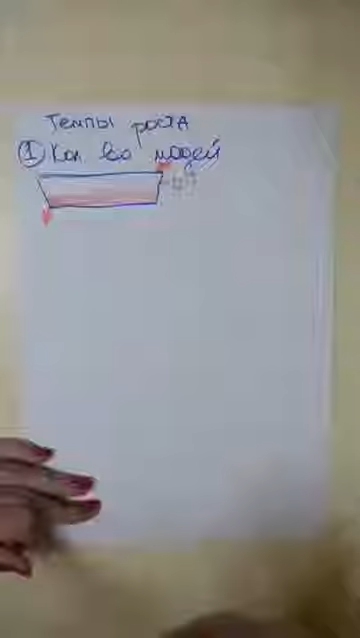 Темпы роста
① Кол во людей